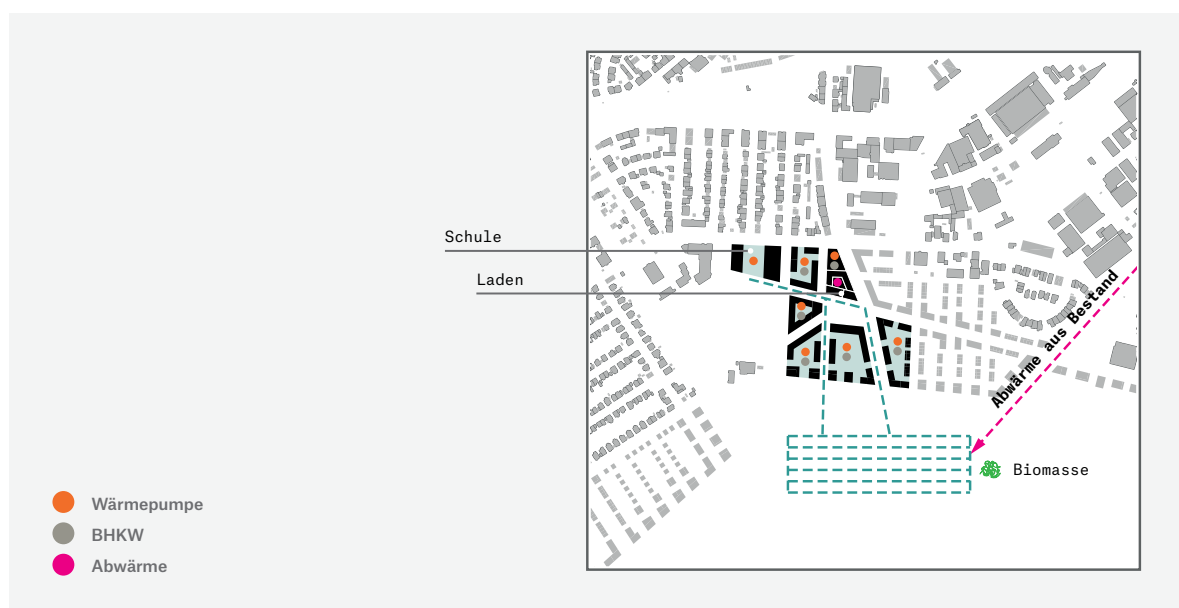 Schule
Laden
Abwärme aus Bestand
Biomasse
Wärmepumpe
BHKW
Abwärme